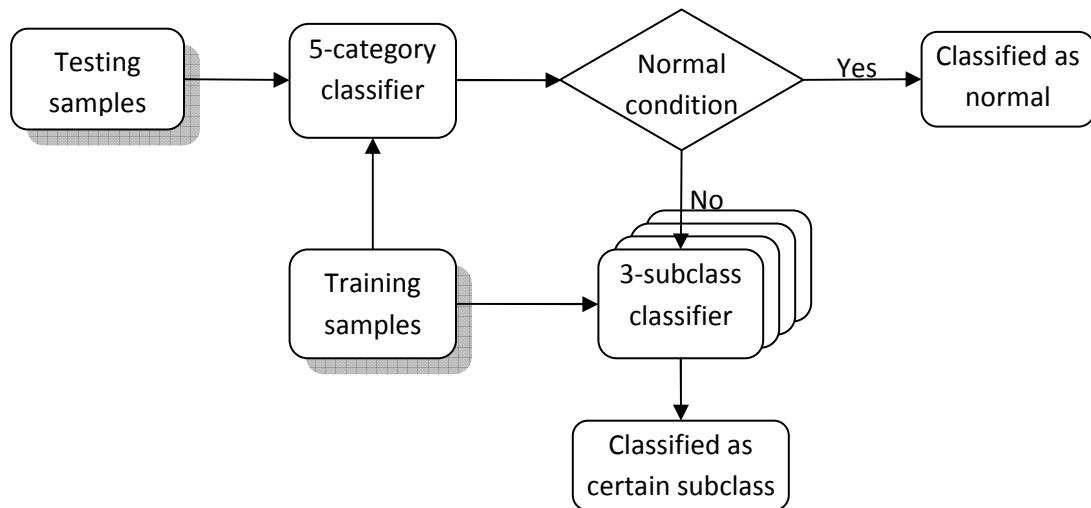 Testing
samples
5-category
classifier
Normal
condition
Yes
Classified as
normal
No
Training
samples
3-subclass
classifier
Classified as
certain subclass